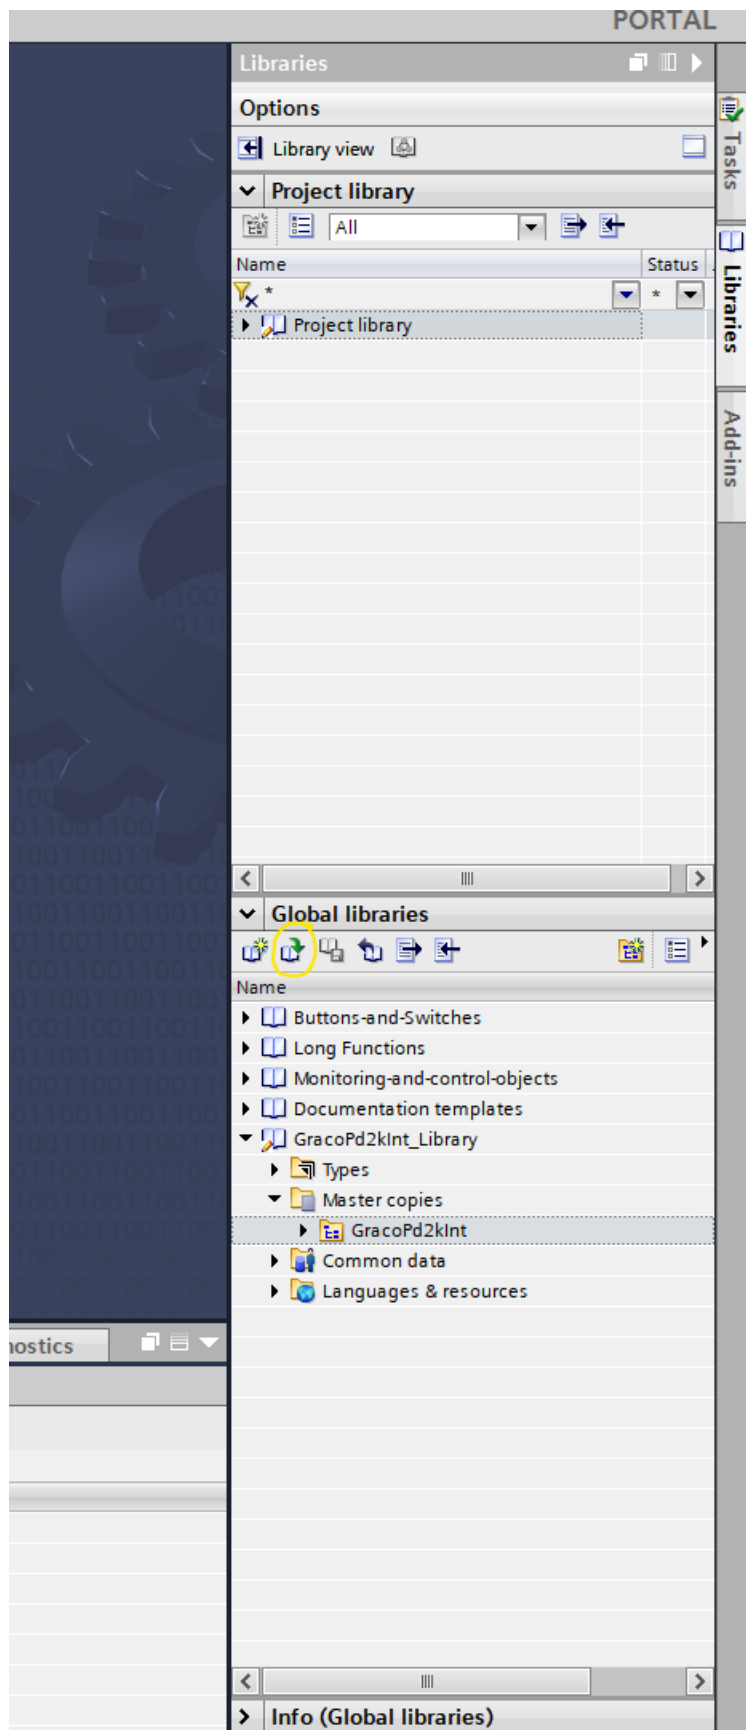 PORTAL
Libraries
Options
Library view
Project library
All
Name Status
* *
Project library
Global libraries
Name
Buttons-and-Switches
Long Functions
Monitoring-and-control-objects
Documentation templates
GracoPd2kInt_Library
Types
Master copies
GracoPd2kInt
Common data
Languages & resources
Info (Global libraries)
nostics
Tasks
Libraries
Add-ins